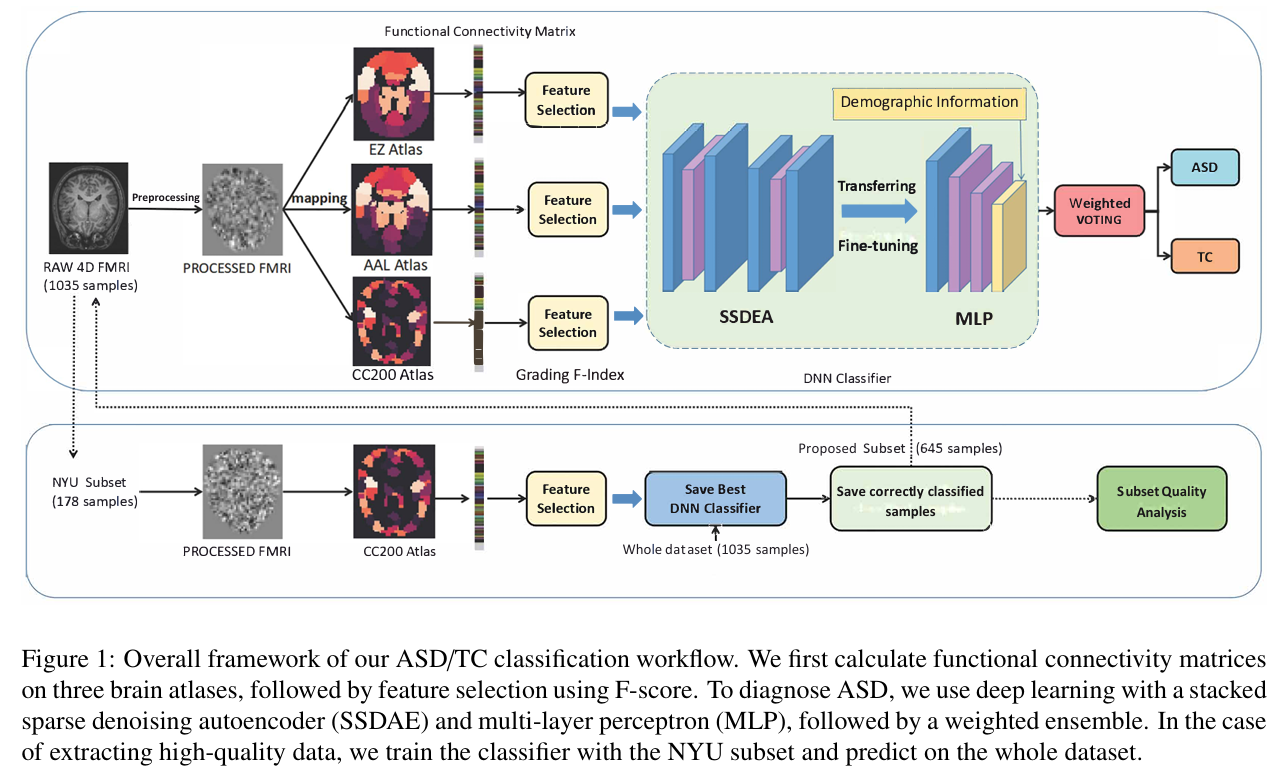 Functional Connectivity Matrix
EZ Atlas
Feature
Selection
Demographic Information
RAW 4D FMRI
(1035 samples)
Preprocessing
PROCESSED FMRI
mapping
AAL Atlas
Feature
Selection
Transferring
Fine-tuning
Weighted
VOTING
ASD
TC
CC200 Atlas
Feature
Selection
Grading F-Index
SSDEA
MLP
DNN Classifier
NYU Subset
(178 samples)
PROCESSED FMRI
CC200 Atlas
Feature
Selection
Save Best
DNN Classifier
Whole dataset (1035 samples)
Proposed Subset (645 samples)
Save correctly classified
samples
Subset Quality
Analysis
Figure 1: Overall framework of our ASD/TC classification workflow. We first calculate functional connectivity matrices
on three brain atlases, followed by feature selection using F-score. To diagnose ASD, we use deep learning with a stacked
sparse denoising autoencoder (SSDAE) and multi-layer perceptron (MLP), followed by a weighted ensemble. In the case
of extracting high-quality data, we train the classifier with the NYU subset and predict on the whole dataset.